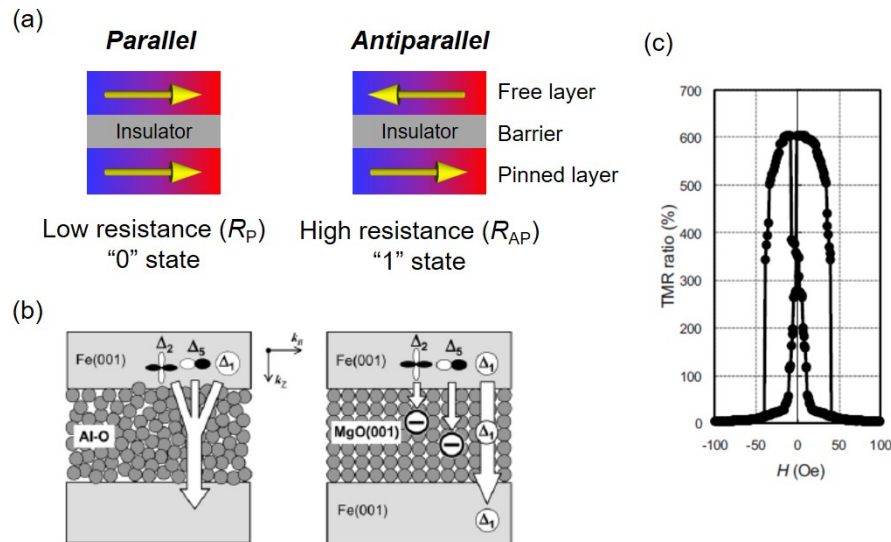 (a)
Parallel
Antiparallel
Insulator
Insulator
Free layer
Barrier
Pinned layer
Low resistance (RP)
"0" state
High resistance (RAP)
"1" state
(b)
Fe(001)
Δ2
Δ5
Δ1
k//
kz
Al-O
Fe(001)
Δ2
Δ5
Δ1
MgO(001)
Δ1
Fe(001)
Δ1
(c)
TMR ratio (%)
700
600
500
400
300
200
100
0
-100
-50
0
50
100
H (Oe)